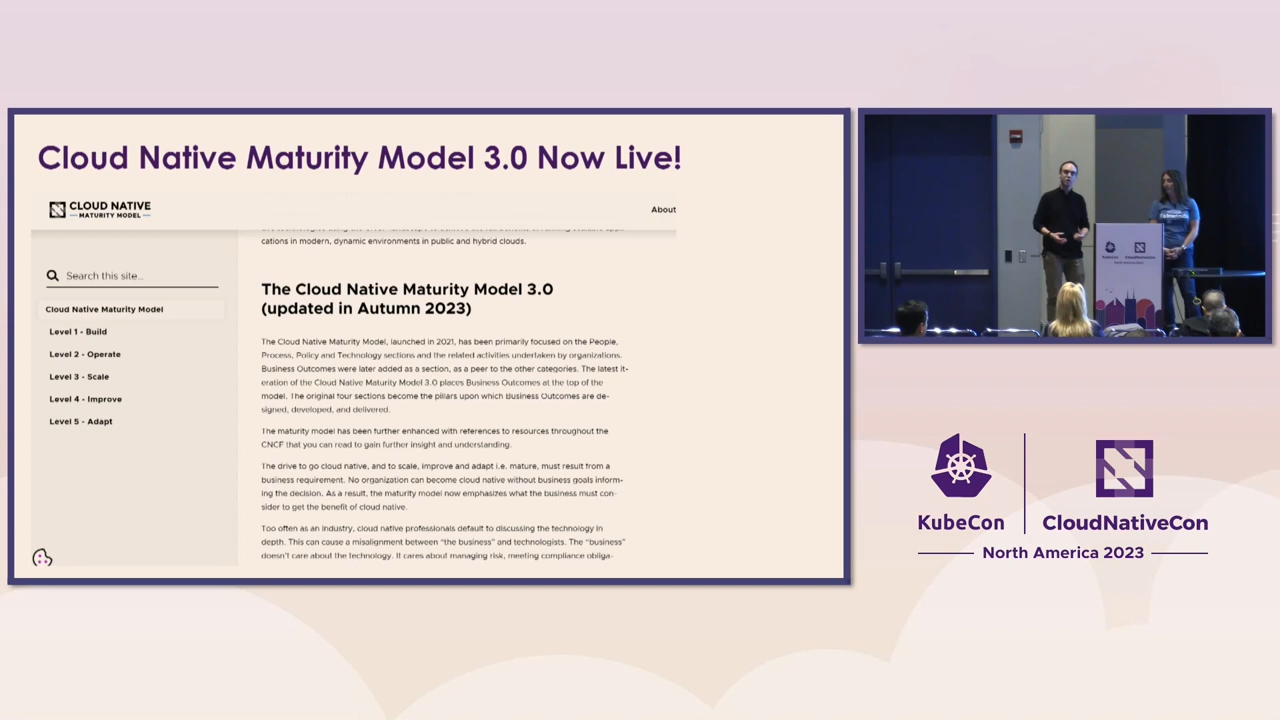 Cloud Native Maturity Model 3.0 Now Live!
CLOUD NATIVE
MATURITY MODEL
About
cations in modern, dynamic environments in public and hybrid clouds.
Search this site...
Cloud Native Maturity Model
Level 1 - Build
Level 2 - Operate
Level 3 - Scale
Level 4 - Improve
Level 5 - Adapt
The Cloud Native Maturity Model 3.0
(updated in Autumn 2023)
The Cloud Native Maturity Model, launched in 2021, has been primarily focused on the People,
Process, Policy and Technology sections and the related activities undertaken by organizations.
Business Outcomes were later added as a section, as a peer to the other categories. The latest it-
eration of the Cloud Native Maturity Model 3.0 places Business Outcomes at the top of the
model. The original four sections become the pillars upon which Business Outcomes are de-
signed, developed, and delivered.
The maturity model has been further enhanced with references to resources throughout the
CNCF that you can read to gain further insight and understanding.
The drive to go cloud native, and to scale, improve and adapt i.e. mature, must result from a
business requirement. No organization can become cloud native without business goals inform-
ing the decision. As a result, the maturity model now emphasizes what the business must con-
sider to get the benefit of cloud native.
Too often as an industry, cloud native professionals default to discussing the technology in
depth. This can cause a misalignment between “the business” and technologists. The “business”
doesn't care about the technology. It cares about managing risk, meeting compliance obliga-
KubeCon
CloudNativeCon
KubeCon
CloudNativeCon
North America 2023